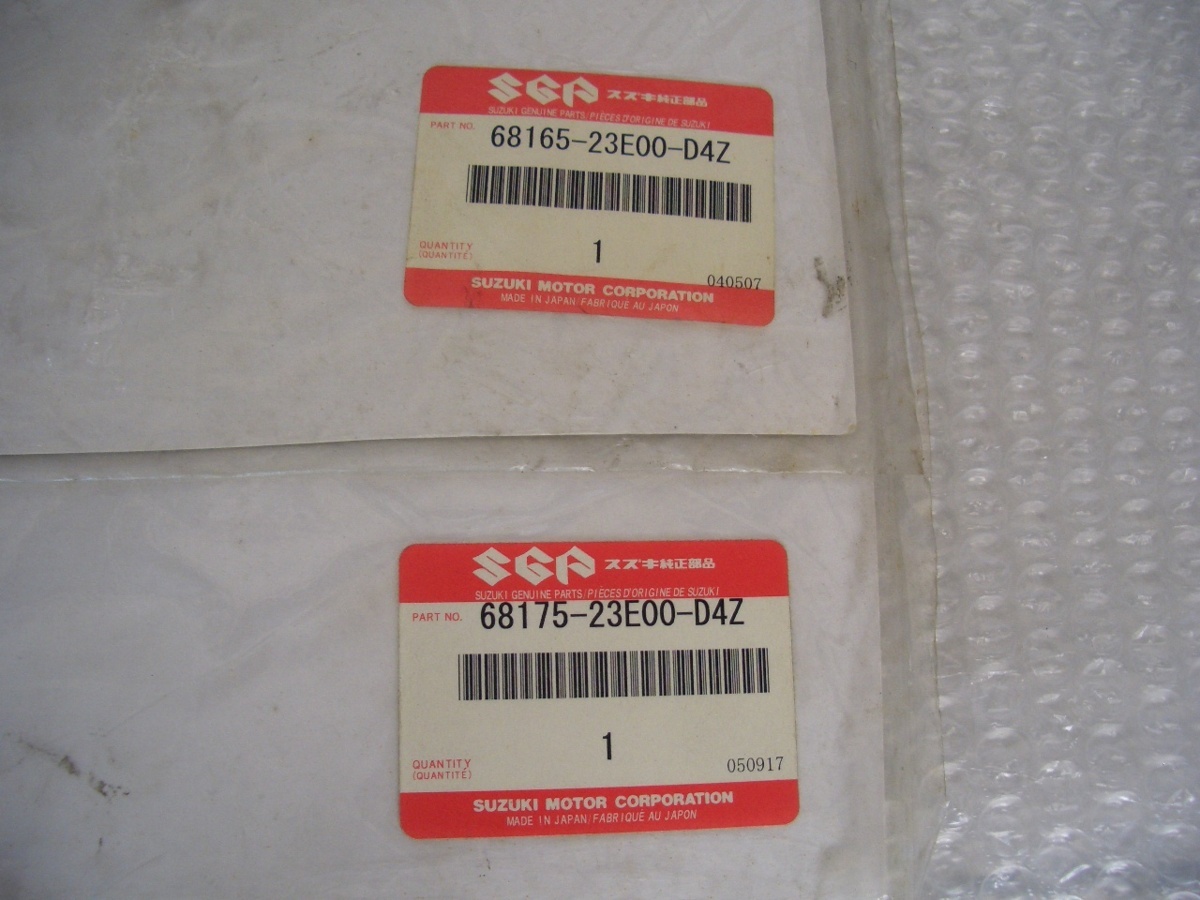 SGP スズキ純正部品
SUZUKI GENUINE PARTS/PIÈCES D'ORIGINE DE SUZUKI
PART NO. 68165-23E00-D4Z
QUANTITY
(QUANTITÉ)
1
040507
SUZUKI MOTOR CORPORATION
MADE IN JAPAN/FABRIQUE AU JAPON
SGP スズキ純正部品
SUZUKI GENUINE PARTS/PIÈCES D'ORIGINE DE SUZUKI
PART NO. 68175-23E00-D4Z
1
QUANTITY
(QUANTITÉ)
050917
SUZUKI MOTOR CORPORATION
MADE IN JAPAN/FABRIQUE AU JAPON